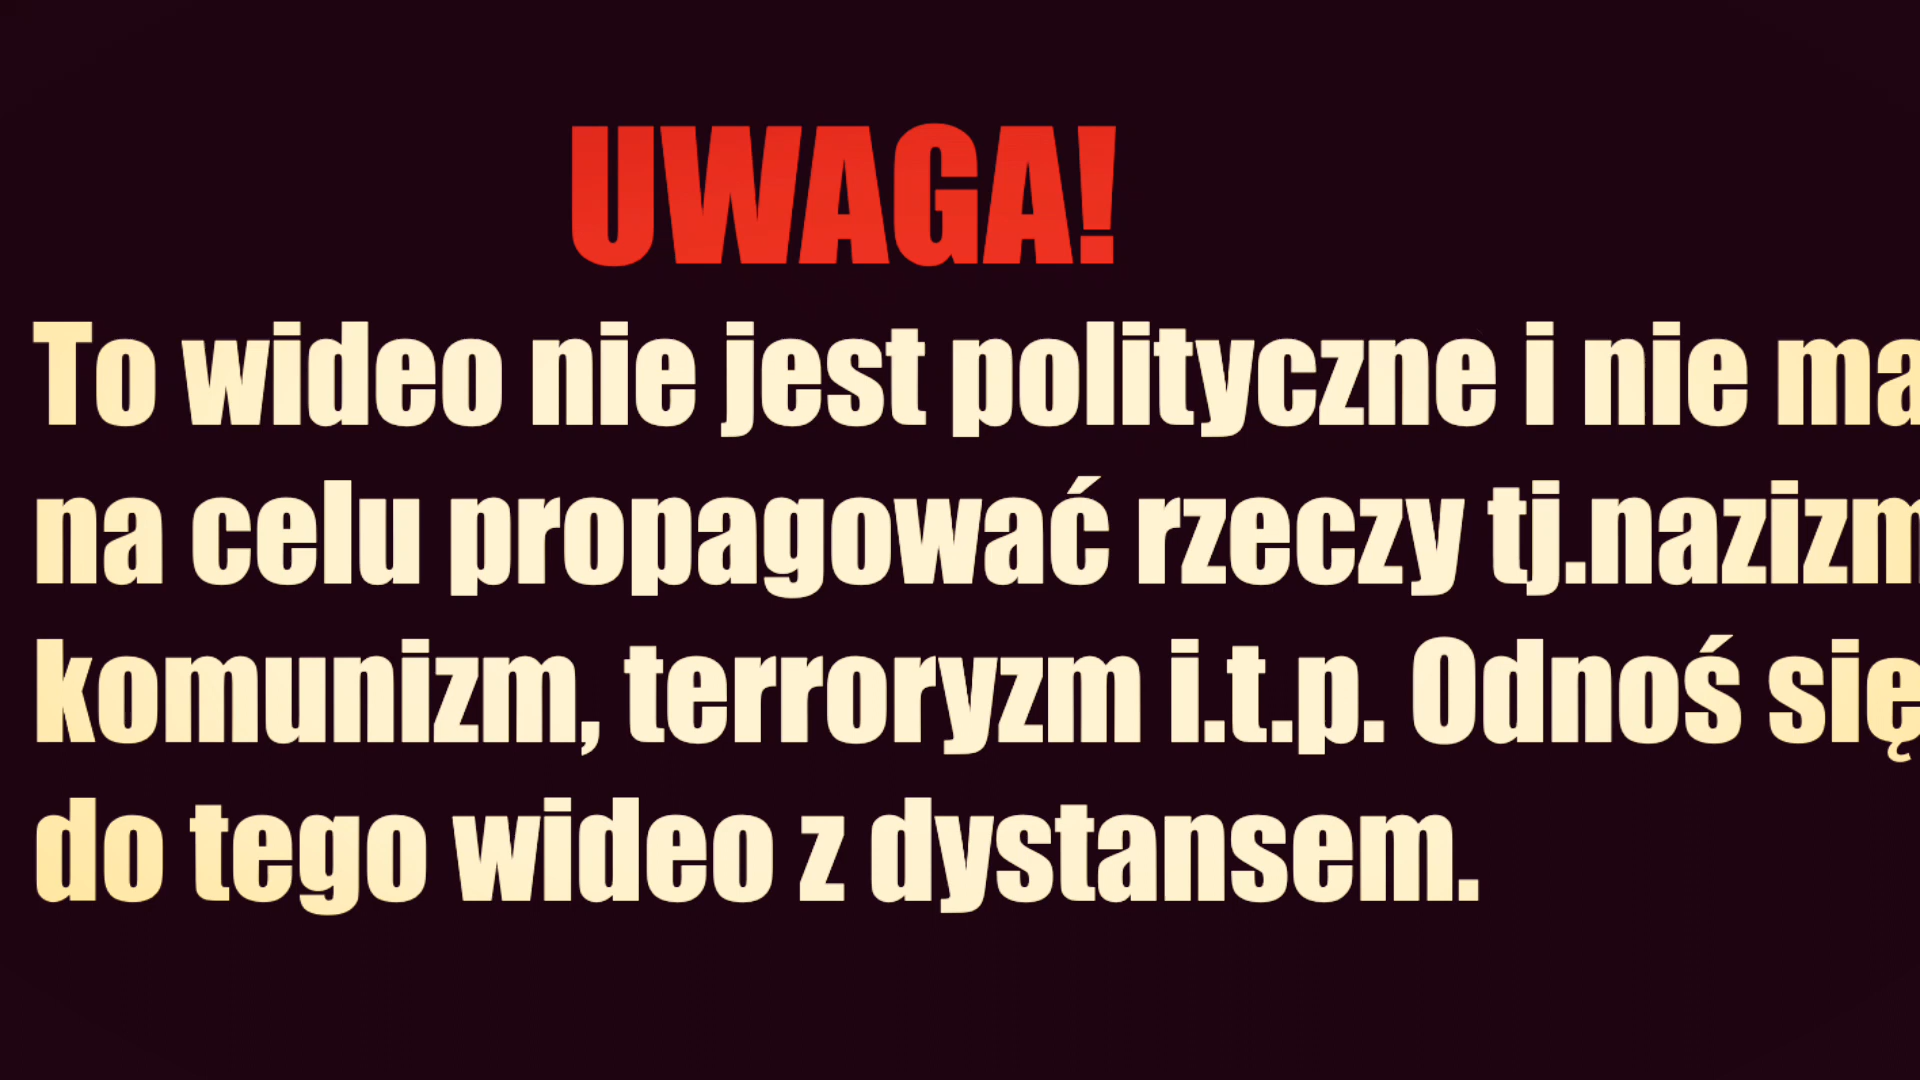 UWAGA!
To wideo nie jest polityczne i nie ma
na celu propagować rzeczy tj.nazizm
komunizm, terroryzm i.t.p. Odnoś się
do tego wideo z dystansem.